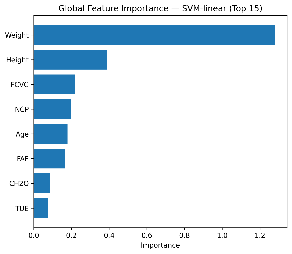 Global Feature Importance — SVM-linear (Top 15)
Weight
Height
FCVC
NCP
Age
FAF
CH2O
TUE
0.0 0.2 0.4 0.6 0.8 1.0 1.2
Importance